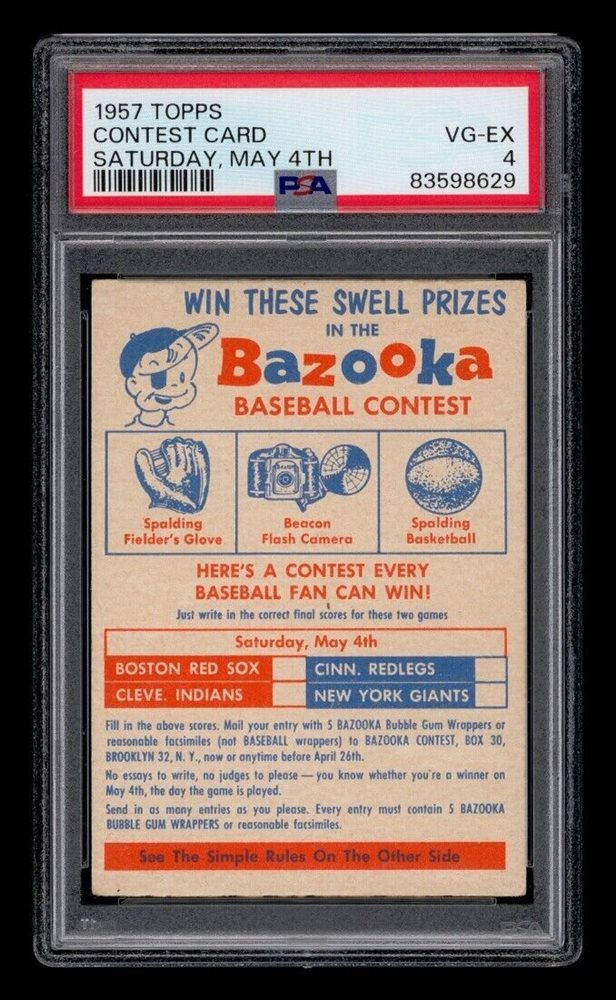 1957 TOPPS
CONTEST CARD VG-EX
SATURDAY, MAY 4TH 4
PSA 83598629
WIN THESE SWELL PRIZES
IN THE
Bazooka
BASEBALL CONTEST
Spalding Fielder's Glove
Beacon Flash Camera
Spalding Basketball
HERE'S A CONTEST EVERY
BASEBALL FAN CAN WIN!
Just write in the correct final scores for these two games
Saturday, May 4th
BOSTON RED SOX CINN. REDLEGS
CLEVE. INDIANS NEW YORK GIANTS
Fill in the above scores. Mail your entry with 5 BAZOOKA Bubble Gum Wrappers or
reasonable facsimiles (not BASEBALL wrappers) to BAZOOKA CONTEST, BOX 30,
BROOKLYN 32, N. Y., now or anytime before April 26th.
No essays to write, no judges to please — you know whether you're a winner on
May 4th, the day the game is played.
Send in as many entries as you please. Every entry must contain 5 BAZOOKA
BUBBLE GUM WRAPPERS or reasonable facsimiles.
See The Simple Rules On The Other Side
PSA